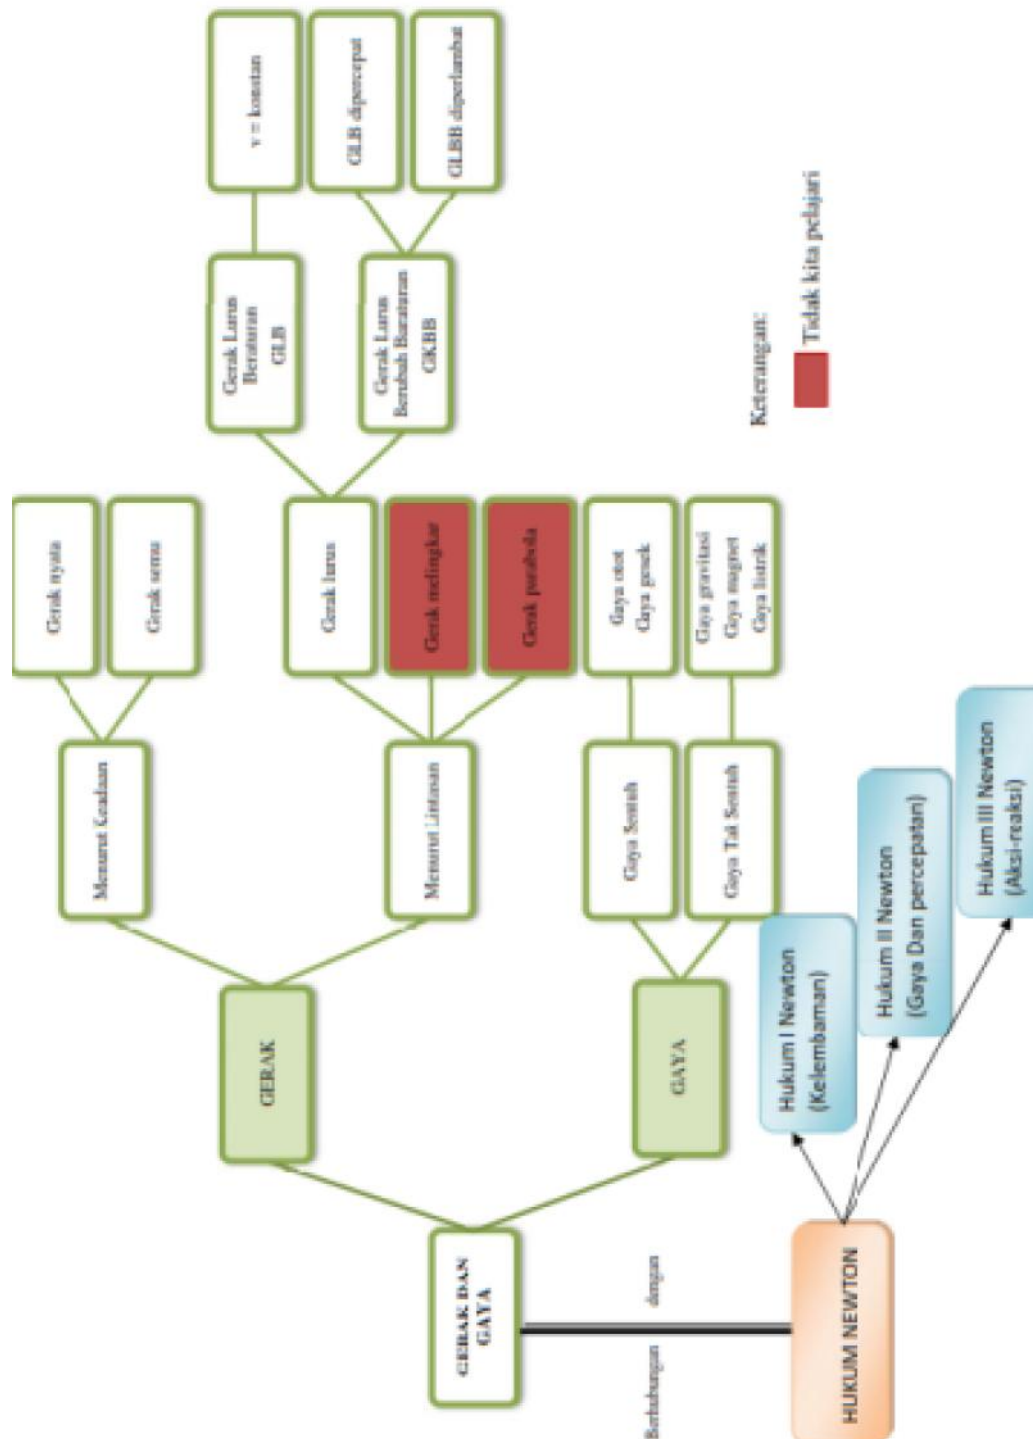 Gerak nyata
Gerak semu
Menurut Keadaan
v = konstan
GLB dipercepat
GLBB diperlambat
Gerak Lurus
Beraturan
GLB
Gerak Lurus
Berubah Baraturan
GKBB
Gerak lurus
Gerak melingkar
Gerak parabola
Menurut Lintasan
GERAK
Gaya otot
Gaya gesek
Gaya gravitasi
Gaya magnet
Gaya listrik
Gaya Sentuh
Gaya Tak Sentuh
GAYA
GERAK DAN
GAYA
Berhubungan dengan
HUKUM NEWTON
Hukum I Newton
(Kelembaman)
Hukum II Newton
(Gaya Dan percepatan)
Hukum III Newton
(Aksi-reaksi)
Keterangan:
Tidak kita pelajari